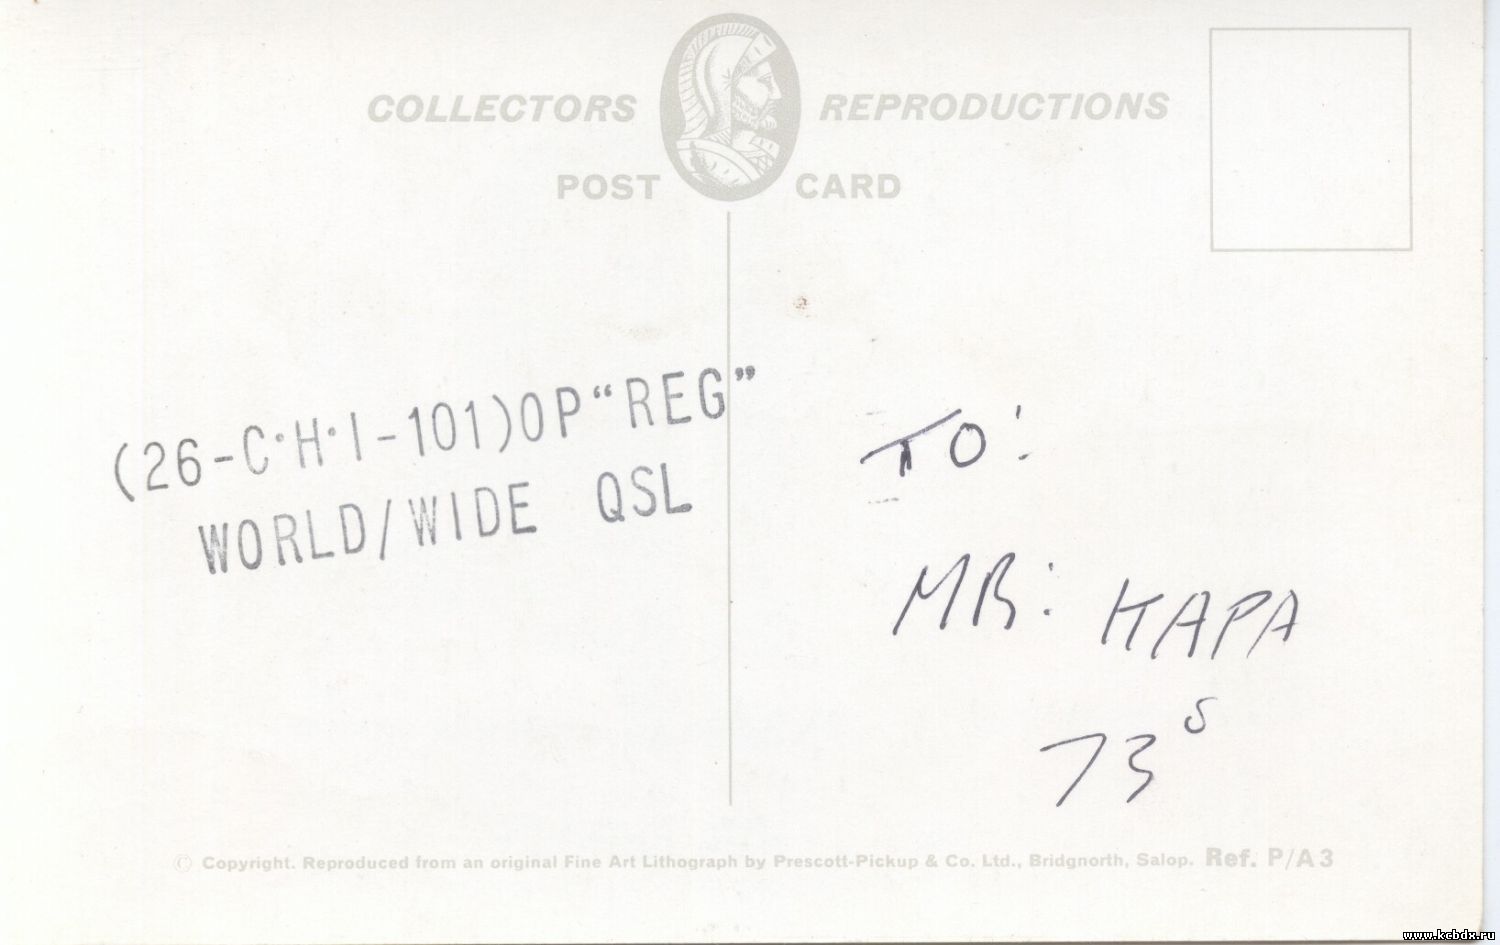 COLLECTORS REPRODUCTIONS
POST CARD
(26-C·H·I-101)OP“REG”
WORLD/WIDE QSL
TO:
MR: KAPA
73s
© Copyright. Reproduced from an original Fine Art Lithograph by Prescott-Pickup & Co. Ltd., Bridgnorth, Salop. Ref. P/A3
www.kcbdx.ru